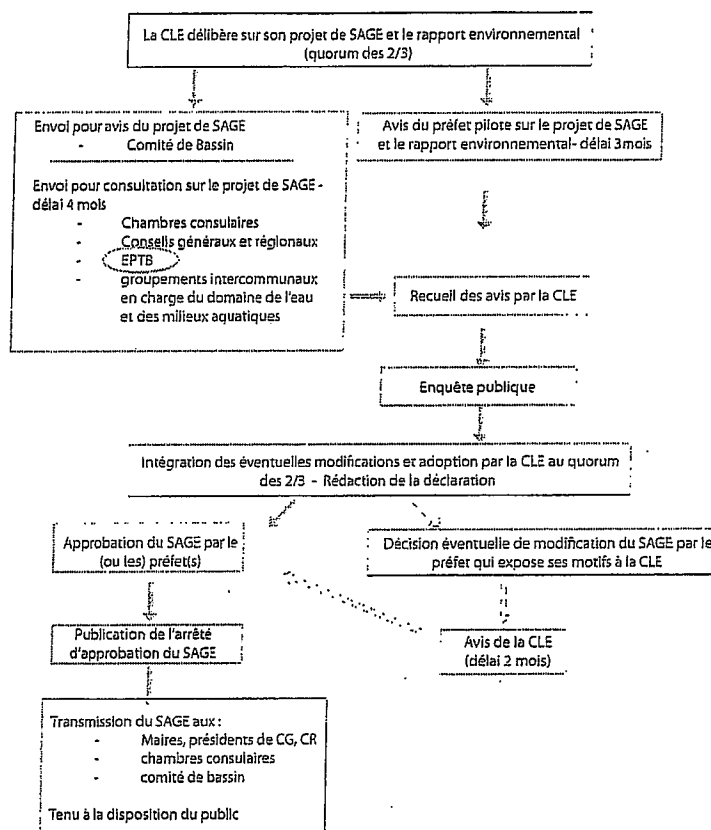 La CLE délibère sur son projet de SAGE et le rapport environnemental
(quorum des 2/3)
Envoi pour avis du projet de SAGE
- Comité de Bassin
Envoi pour consultation sur le projet de SAGE -
délai 4 mois
- Chambres consulaires
- Conseils généraux et régionaux
- EPTB
- groupements intercommunaux
en charge du domaine de l'eau
et des milieux aquatiques
Avis du préfet pilote sur le projet de SAGE
et le rapport environnemental- délai 3 mois
Recueil des avis par la CLE
Enquête publique
Intégration des éventuelles modifications et adoption par la CLE au quorum
des 2/3 - Rédaction de la déclaration
Approbation du SAGE par le
(ou les) préfet(s)
Décision éventuelle de modification du SAGE par le
préfet qui expose ses motifs à la CLE
Publication de l'arrêté
d'approbation du SAGE
Avis de la CLE
(délai 2 mois)
Transmission du SAGE aux :
- Maires, présidents de CG, CR
- chambres consulaires
- comité de bassin
Tenu à la disposition du public